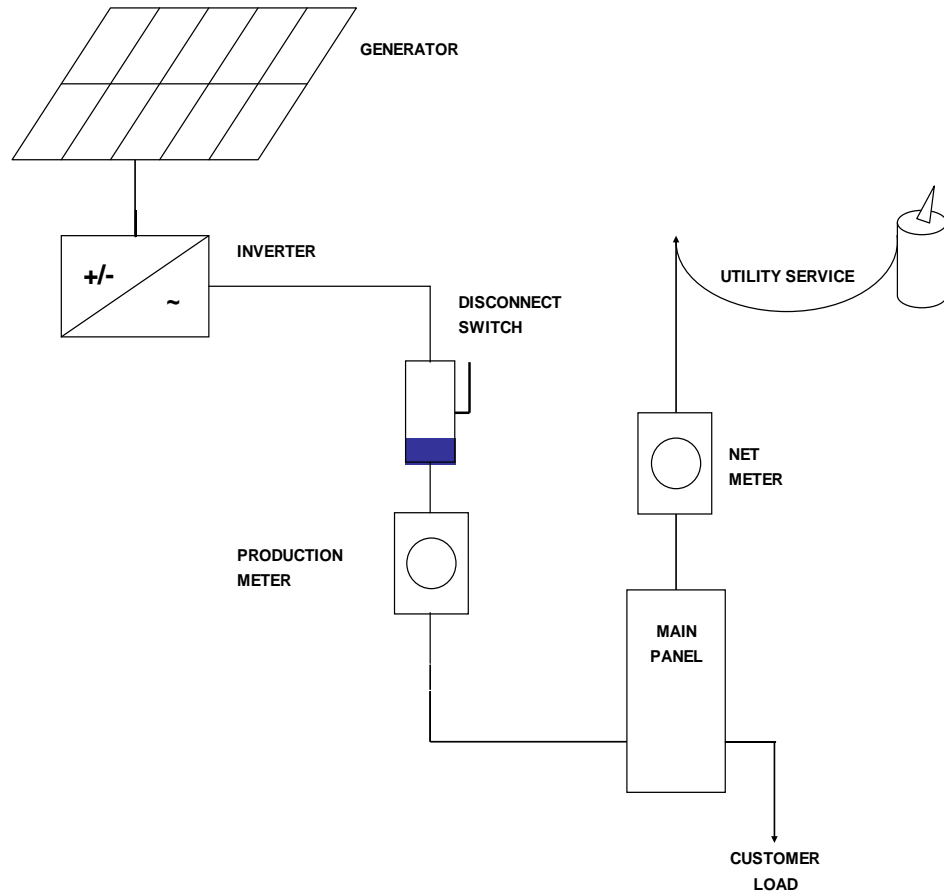 GENERATOR
INVERTER
+/-
~
UTILITY SERVICE
DISCONNECT
SWITCH
NET
METER
PRODUCTION
METER
MAIN
PANEL
CUSTOMER
LOAD